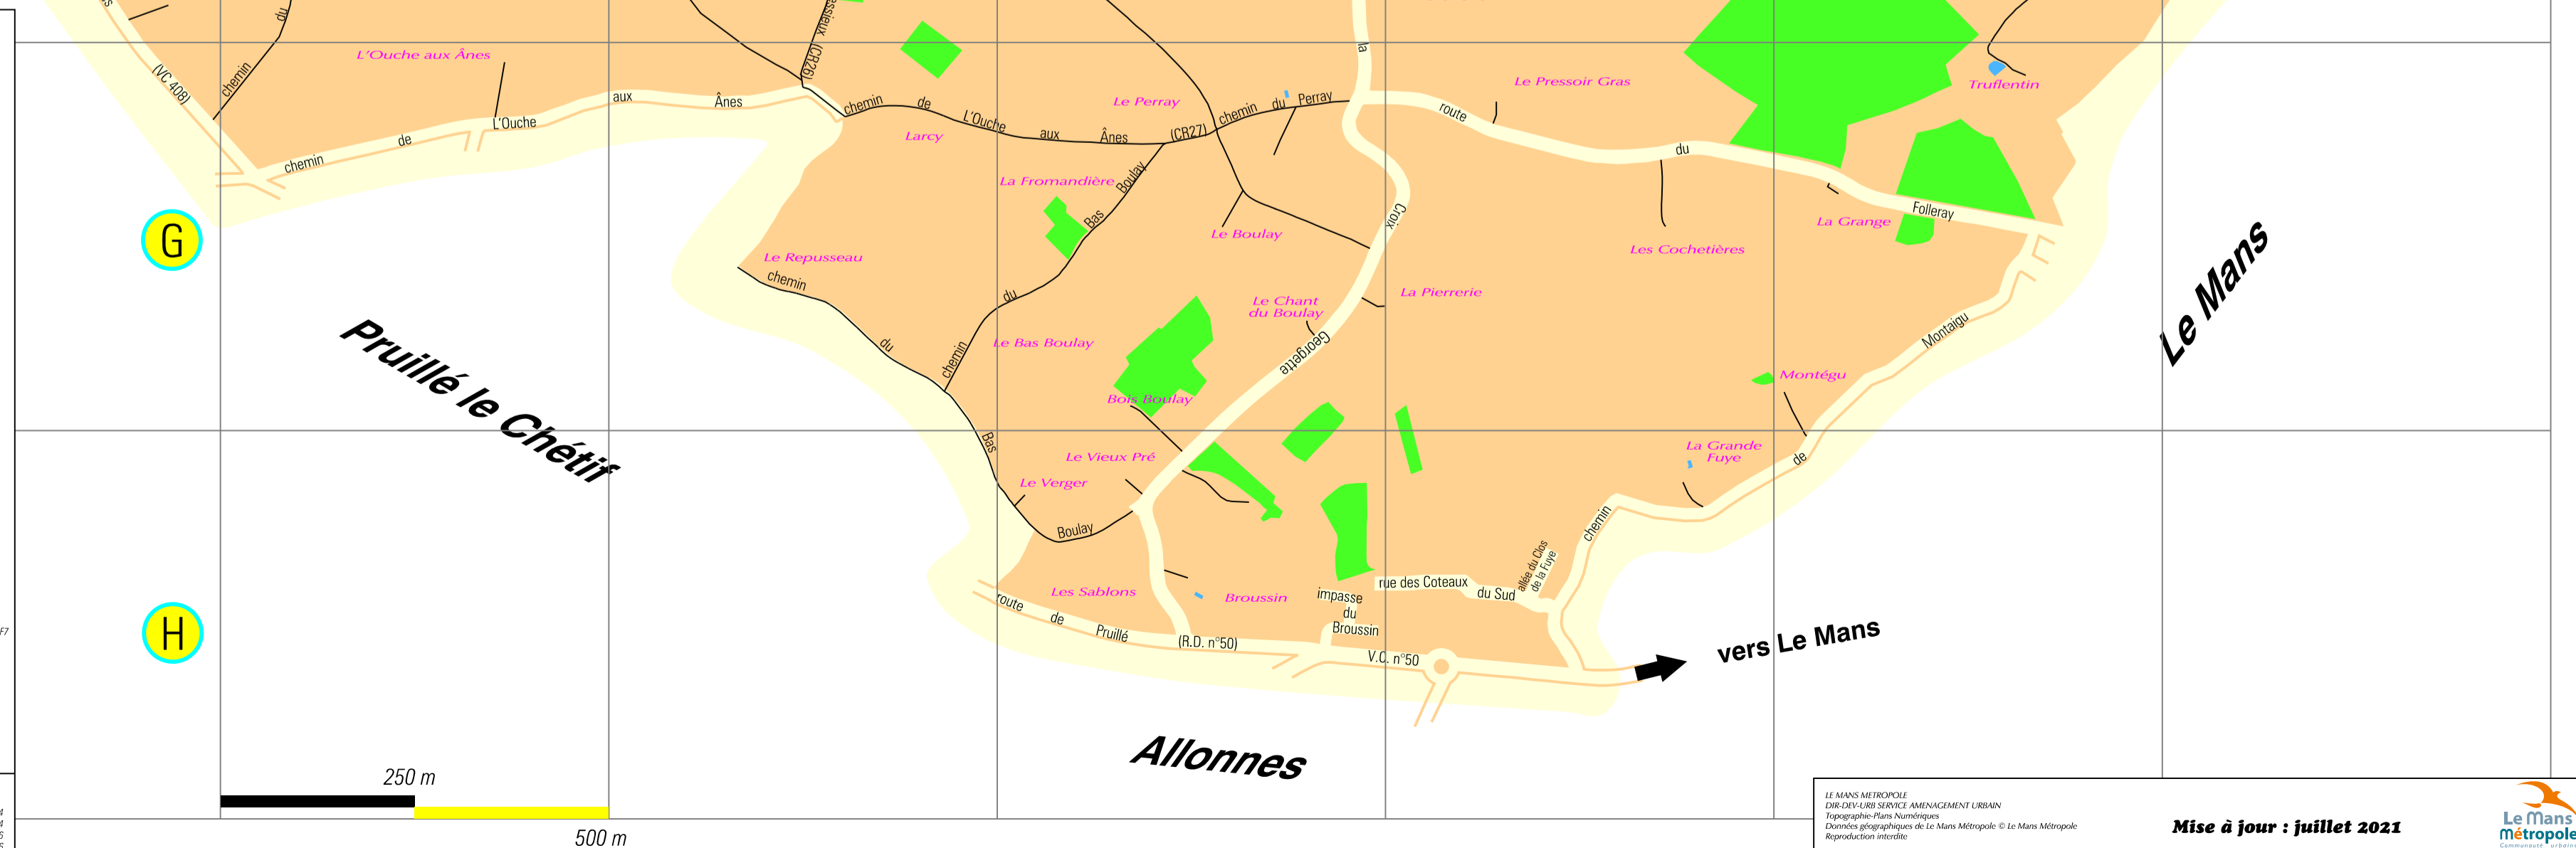 (VC 408)
chemin
du
L'Ouche aux Ânes
chemin de L'Ouche aux Ânes
(CR26)
chemin de L'Ouche aux Ânes (CR27)
chemin du Perray
la
Le Perray
Larcy
Le Pressoir Gras
Truflentin
route du Folleray
La Fromandière
chemin du Bas Boulay
Le Boulay
Croix
Georgette
Les Cochetières
La Grange
G
Le Repusseau
chemin du Bas Boulay
Le Chant
du Boulay
La Pierrerie
Le Bas Boulay
Bois Boulay
Montégu
chemin de Montaigu
Le Mans
Pruillé le Chétif
Le Vieux Pré
Le Verger
La Grande
Fuye
Les Sablons
Broussin
impasse
du
Broussin
rue des Coteaux du Sud
allée du Clos
de la Fuye
H
F7
route de Pruillé (R.D. n°50)
V.C. n°50
vers Le Mans
Allonnes
250 m
500 m
LE MANS METROPOLE
DIR-DEV-URB SERVICE AMENAGEMENT URBAIN
Topographie-Plans Numériques
Données géographiques de Le Mans Métropole © Le Mans Métropole
Reproduction interdite
Mise à jour : juillet 2021
Le Mans
Métropole
Communauté urbaine